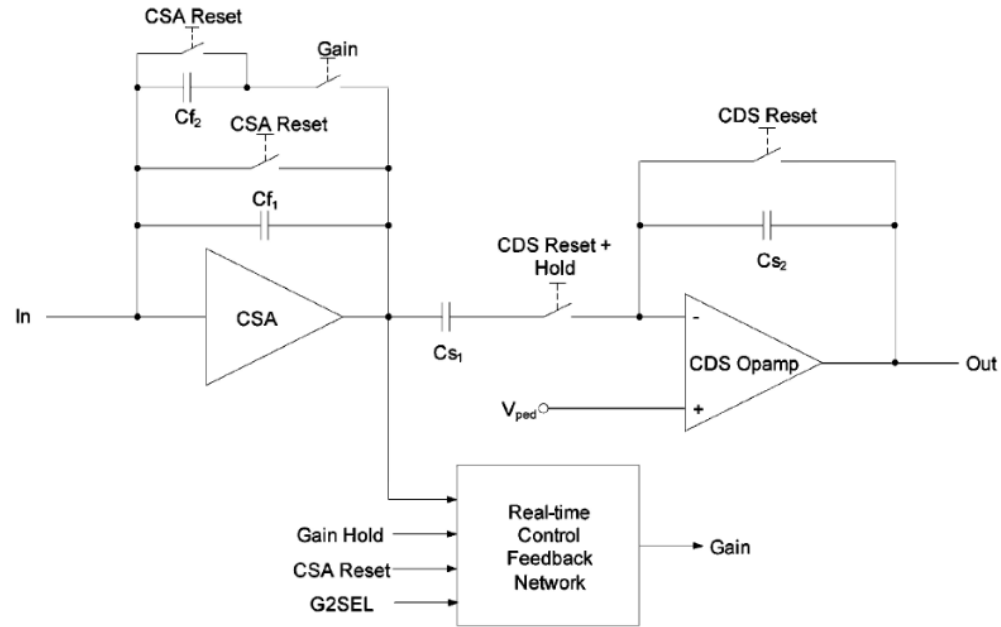 CSA Reset
Gain
Cf2
CSA Reset
CDS Reset
Cf1
CDS Reset +
Hold
Cs2
In
CSA
-
Cs1
CDS Opamp
Out
Vped
+
Real-time
Control
Feedback
Network
Gain Hold
Gain
CSA Reset
G2SEL